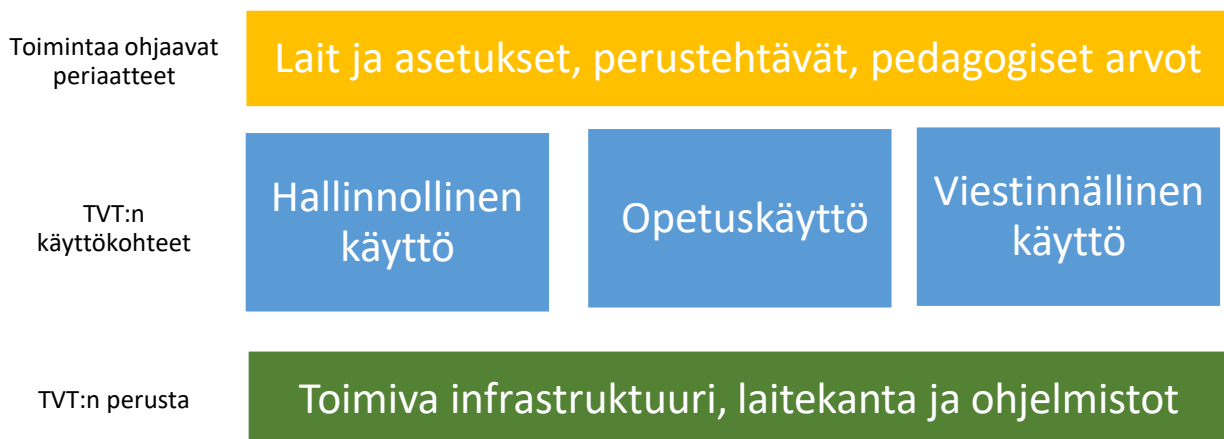 Toimintaa ohjaavat
periaatteet
Lait ja asetukset, perustehtävät, pedagogiset arvot
TVT:n
käyttökohteet
Hallinnollinen
käyttö
Opetuskäyttö
Viestinnällinen
käyttö
TVT:n perusta
Toimiva infrastruktuuri, laitekanta ja ohjelmistot